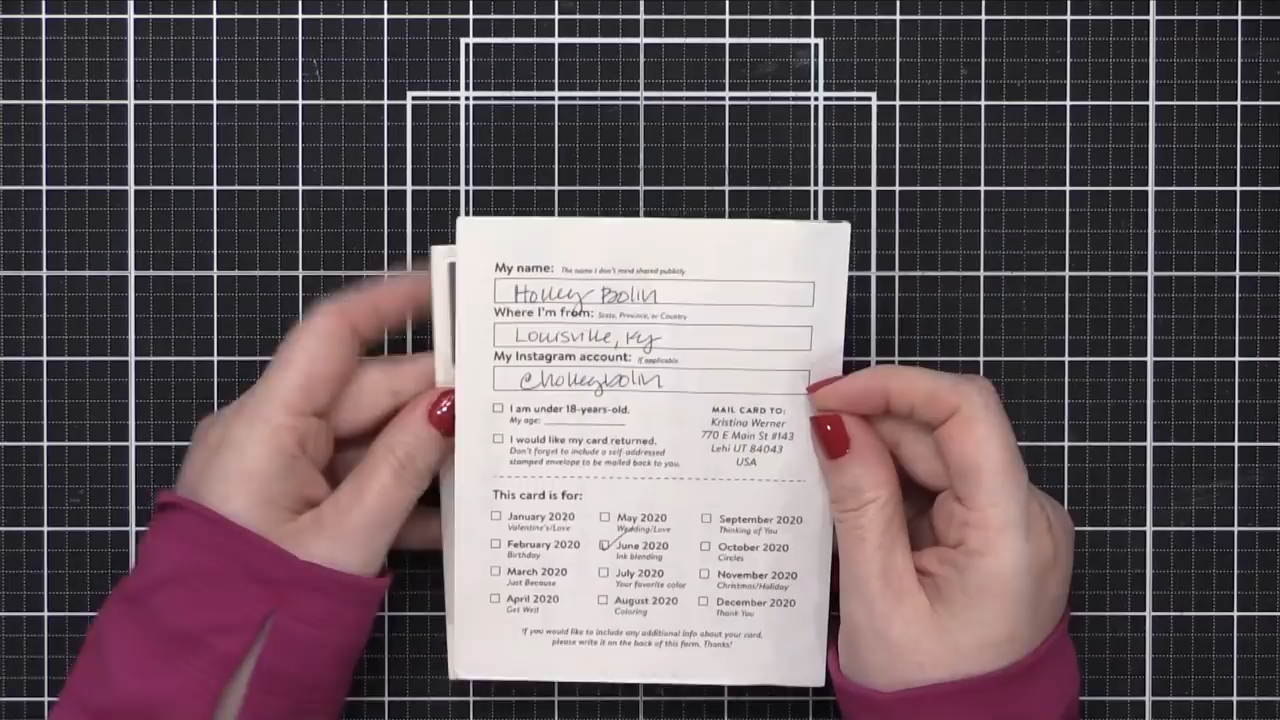 My name: The name I don't mind shared publicly
Holley Bolin
Where I'm from: State, Province, or Country
Louisville, Ky
My Instagram account: If applicable
@holleybolin
I am under 18-years-old.
My age:
I would like my card returned.
Don't forget to include a self-addressed
stamped envelope to be mailed back to you.
MAIL CARD TO:
Kristina Werner
770 E Main St #143
Lehi UT 84043
USA
This card is for:
January 2020
Valentine's/Love
February 2020
Birthday
March 2020
Just Because
April 2020
Get Well
May 2020
Wedding/Love
June 2020
Ink blending
July 2020
Your favorite color
August 2020
Coloring
September 2020
Thinking of You
October 2020
Circles
November 2020
Christmas/Holiday
December 2020
Thank You
If you would like to include any additional info about your card,
please write it on the back of this form. Thanks!